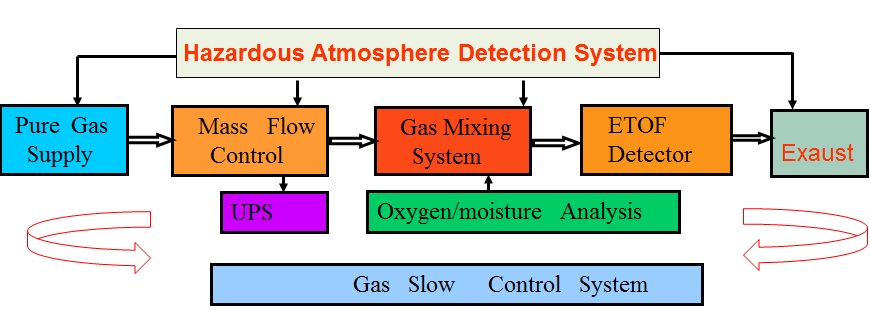 Hazardous Atmosphere Detection System
Pure Gas
Supply
Mass Flow
Control
Gas Mixing
System
ETOF
Detector
Exaust
UPS
Oxygen/moisture Analysis
Gas Slow Control System